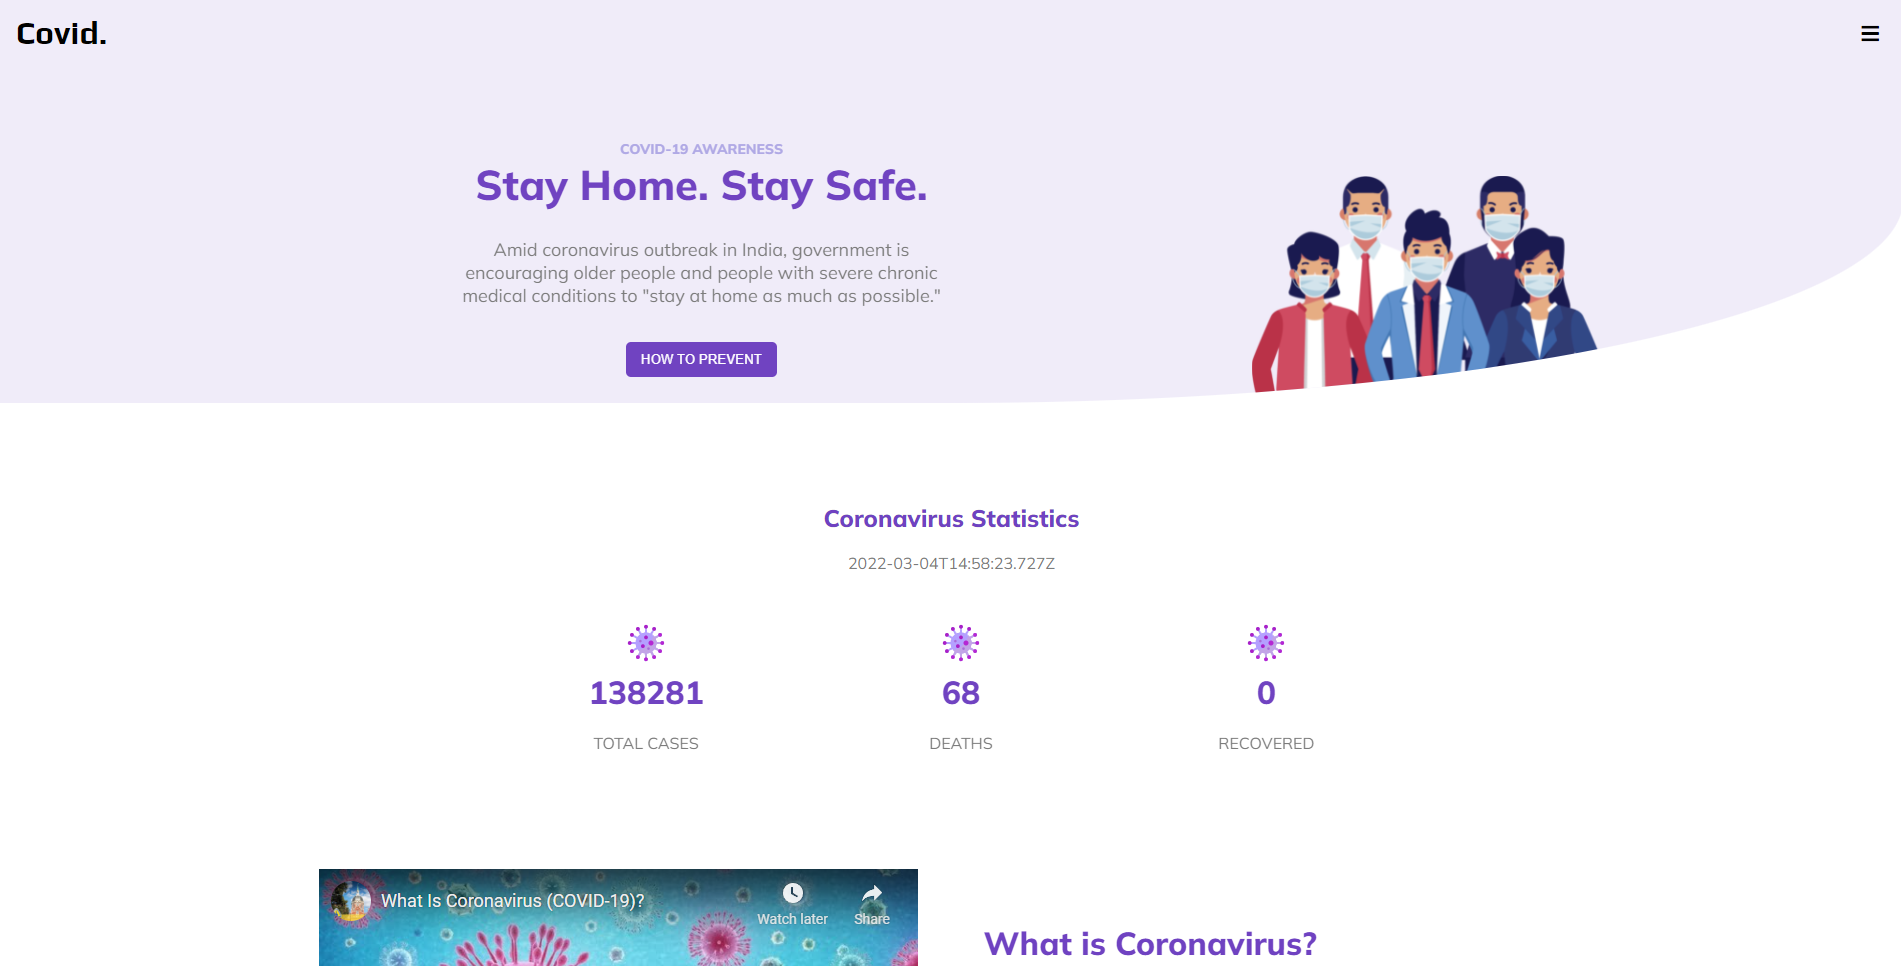 Covid.
COVID-19 AWARENESS
Stay Home. Stay Safe.
Amid coronavirus outbreak in India, government is
encouraging older people and people with severe chronic
medical conditions to "stay at home as much as possible."
HOW TO PREVENT
Coronavirus Statistics
2022-03-04T14:58:23.727Z
138281
TOTAL CASES
68
DEATHS
0
RECOVERED
What Is Coronavirus (COVID-19)?
Watch later
Share
What is Coronavirus?